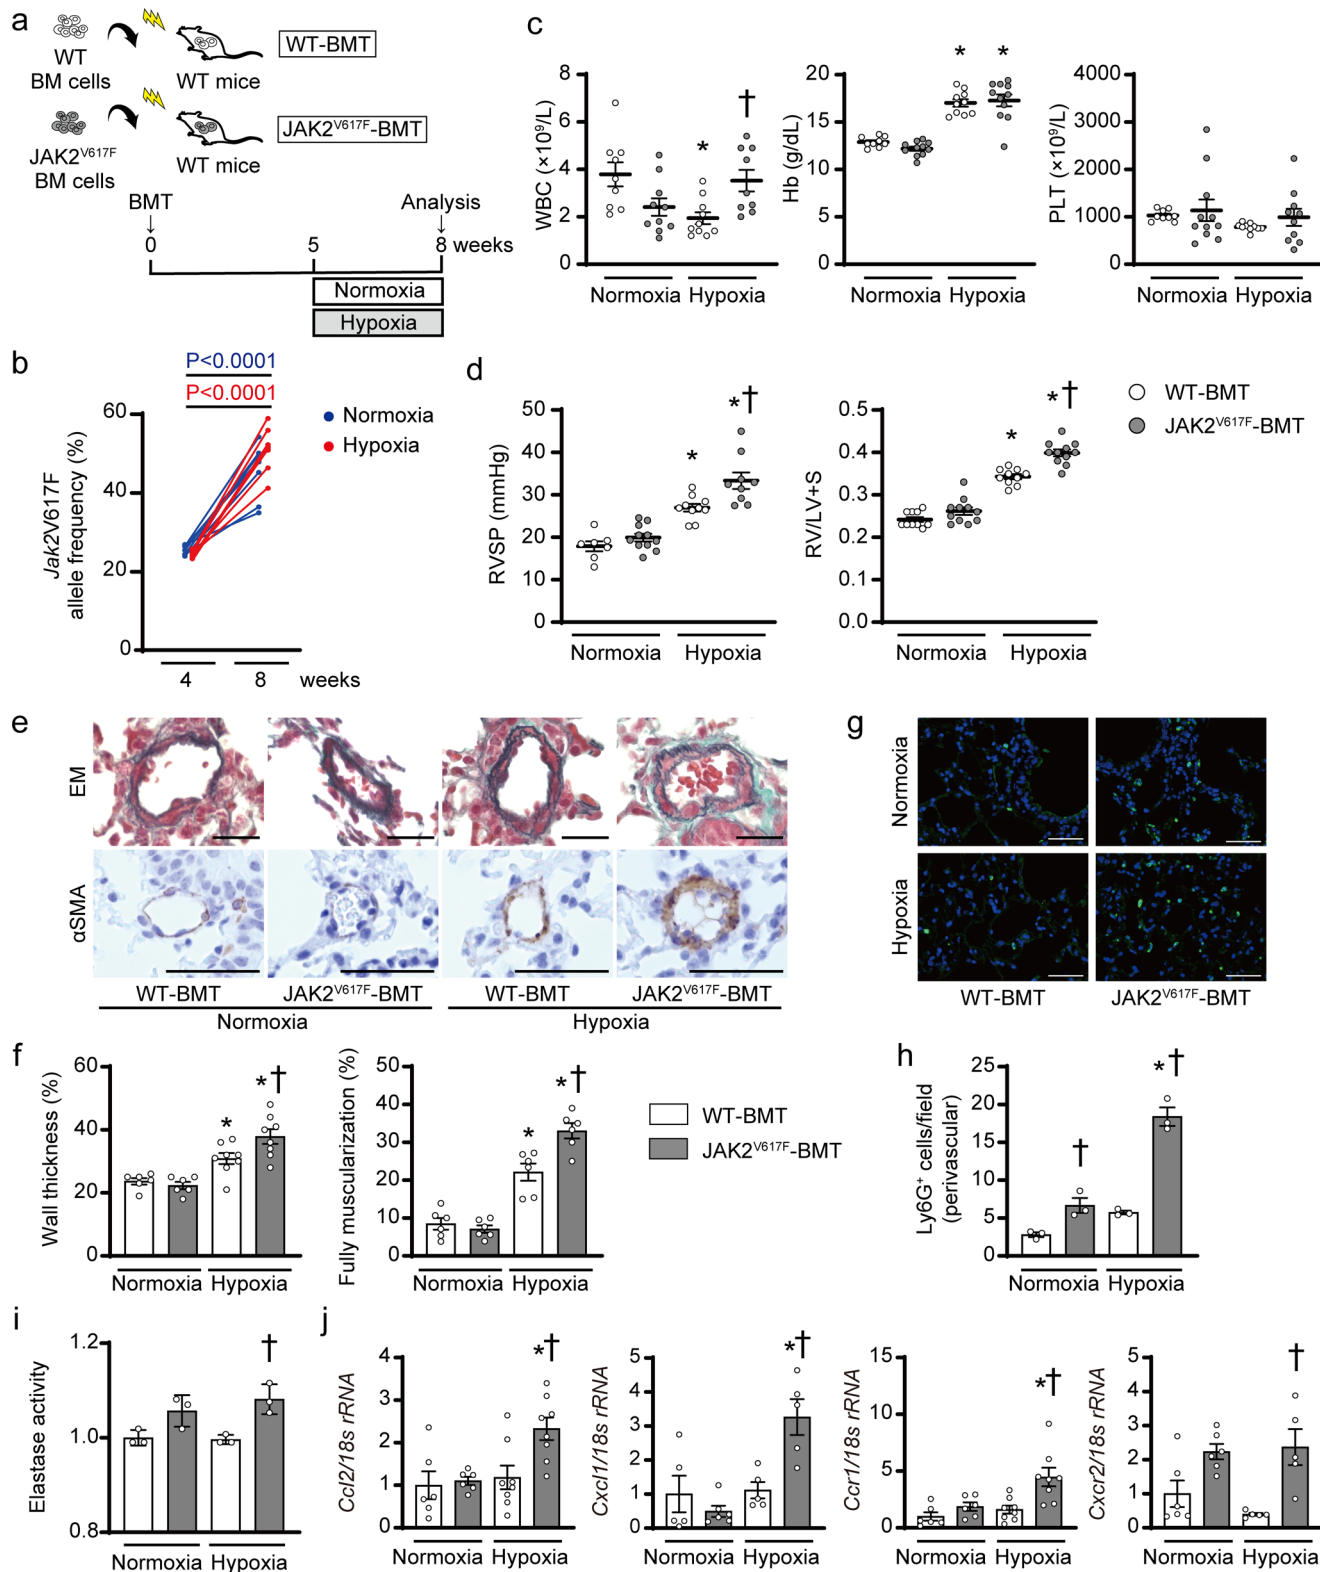 a
WT
BM cells
WT mice
WT-BMT
JAK2V617F
BM cells
WT mice
JAK2V617F-BMT
BMT
Analysis
0
5
8 weeks
Normoxia
Hypoxia
b
P<0.0001
P<0.0001
Jak2V617F
allele frequency (%)
60
40
20
0
4
8
weeks
Normoxia
Hypoxia
c
WBC (×10⁹/L)
8
6
4
2
0
*
†
Normoxia
Hypoxia
Hb (g/dL)
20
15
10
5
0
*
*
Normoxia
Hypoxia
PLT (×10⁹/L)
4000
3000
2000
1000
0
Normoxia
Hypoxia
d
RVSP (mmHg)
50
40
30
20
10
0
*
*†
Normoxia
Hypoxia
RV/LV+S
0.5
0.4
0.3
0.2
0.1
0.0
*
*†
Normoxia
Hypoxia
WT-BMT
JAK2V617F-BMT
e
EM
αSMA
WT-BMT
JAK2V617F-BMT
WT-BMT
JAK2V617F-BMT
Normoxia
Hypoxia
g
Normoxia
Hypoxia
WT-BMT
JAK2V617F-BMT
f
Wall thickness (%)
60
40
20
0
*
*†
Normoxia
Hypoxia
Fully muscularization (%)
50
40
30
20
10
0
*
*†
Normoxia
Hypoxia
WT-BMT
JAK2V617F-BMT
h
Ly6G⁺ cells/field
(perivascular)
25
20
15
10
5
0
†
*†
Normoxia
Hypoxia
i
Elastase activity
1.2
1.0
0.8
†
Normoxia
Hypoxia
j
Ccl2/18s rRNA
4
3
2
1
0
*†
Normoxia
Hypoxia
Cxcl1/18s rRNA
5
4
3
2
1
0
*†
Normoxia
Hypoxia
Ccr1/18s rRNA
15
10
5
0
*†
Normoxia
Hypoxia
Cxcr2/18s rRNA
5
4
3
2
1
0
†
Normoxia
Hypoxia